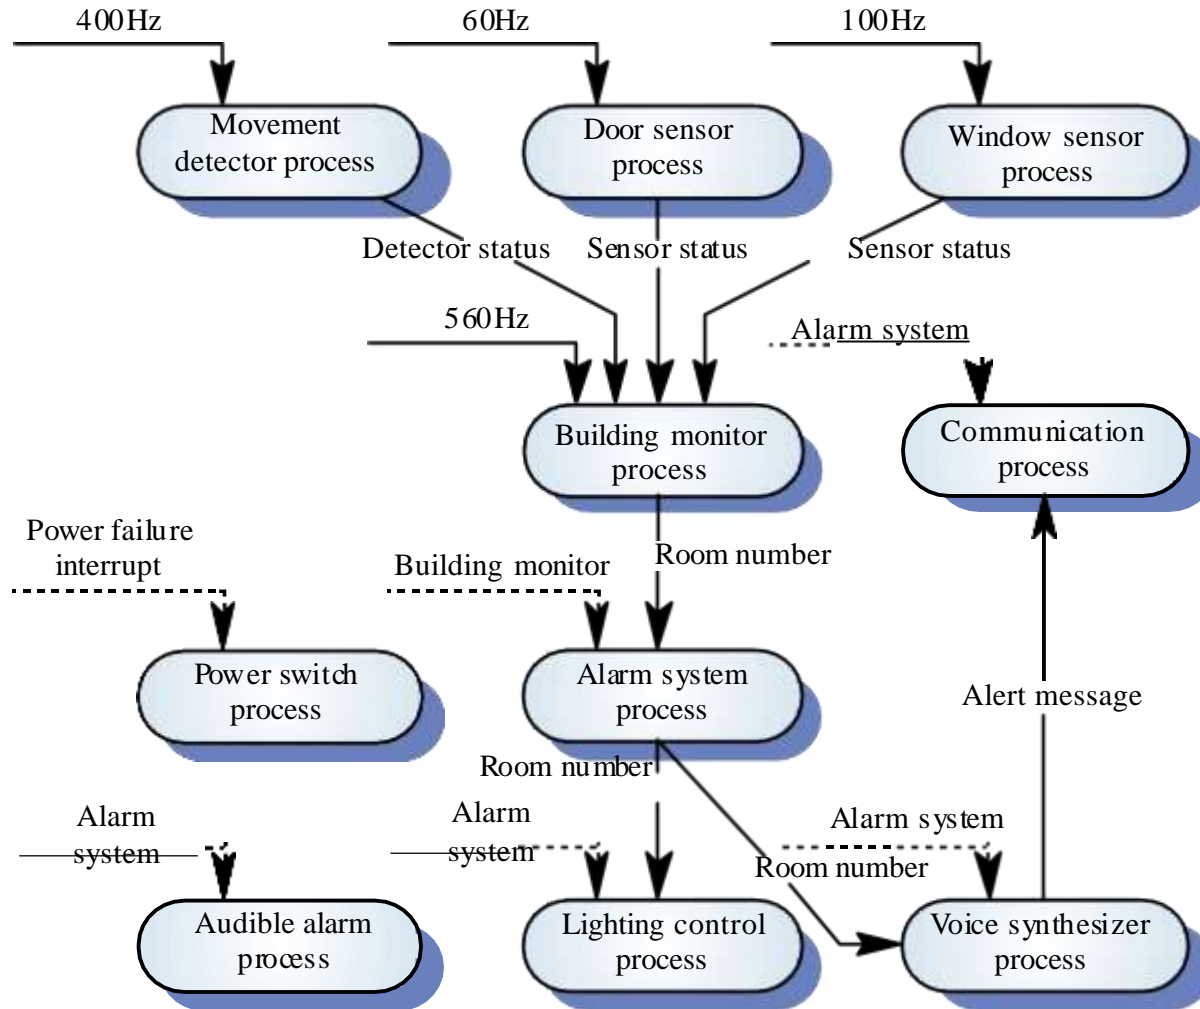 400Hz
60Hz
100Hz
Movement
detector process
Door sensor
process
Window sensor
process
Detector status
Sensor status
Sensor status
560Hz
Alarm system
Building monitor
process
Communication
process
Power failure
interrupt
Building monitor
Room number
Power switch
process
Alarm system
process
Alert message
Room number
Alarm
system
Alarm
system
Alarm system
Room number
Audible alarm
process
Lighting control
process
Voice synthesizer
process